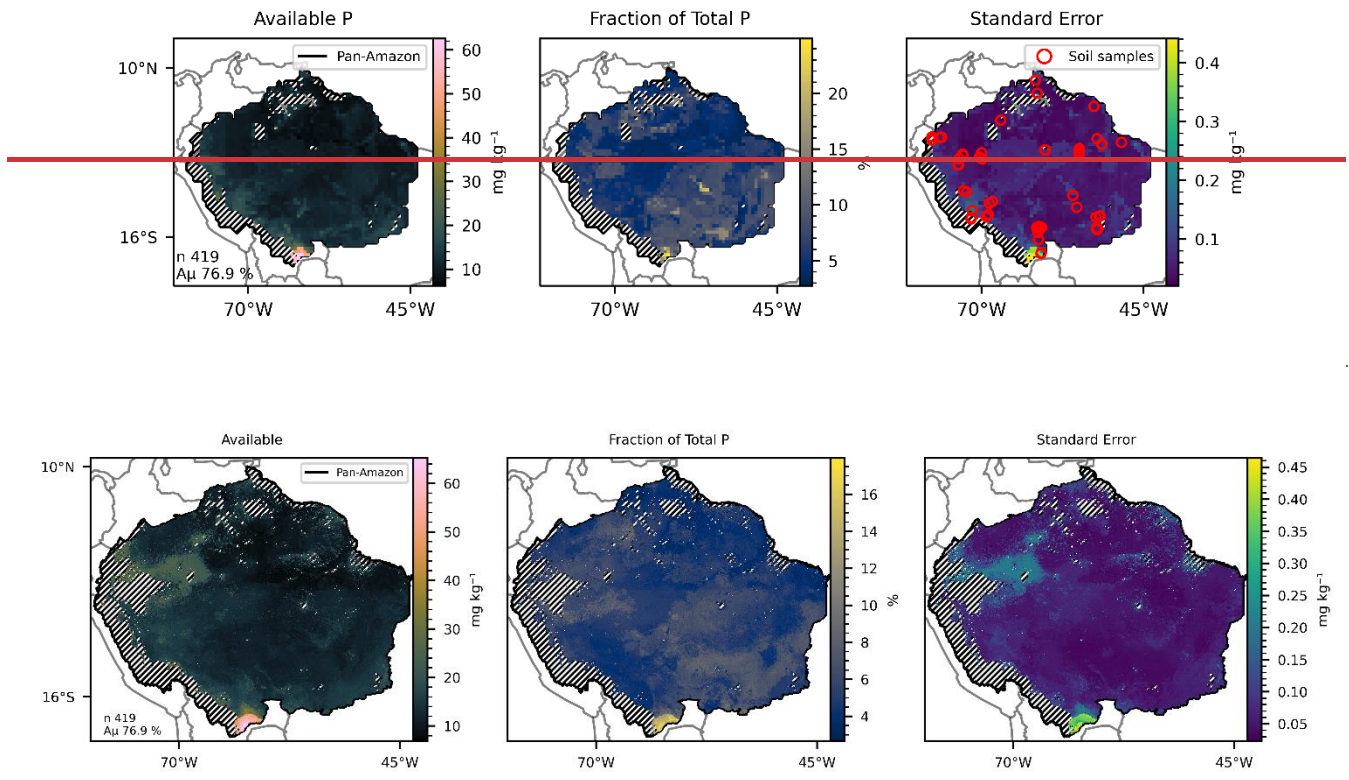 Available P
Fraction of Total P
Standard Error
10°N
16°S
Pan-Amazon
n 419
Aµ 76.9 %
60
50
40
30
20
10
mg kg⁻¹
70°W
45°W
20
15
10
5
%
70°W
45°W
Soil samples
0.4
0.3
0.2
0.1
mg kg⁻¹
70°W
45°W
Available
Fraction of Total P
Standard Error
10°N
16°S
Pan-Amazon
n 419
Aµ 76.9 %
60
50
40
30
20
10
mg kg⁻¹
70°W
45°W
16
14
12
10
8
6
4
%
70°W
45°W
0.45
0.40
0.35
0.30
0.25
0.20
0.15
0.10
0.05
mg kg⁻¹
70°W
45°W